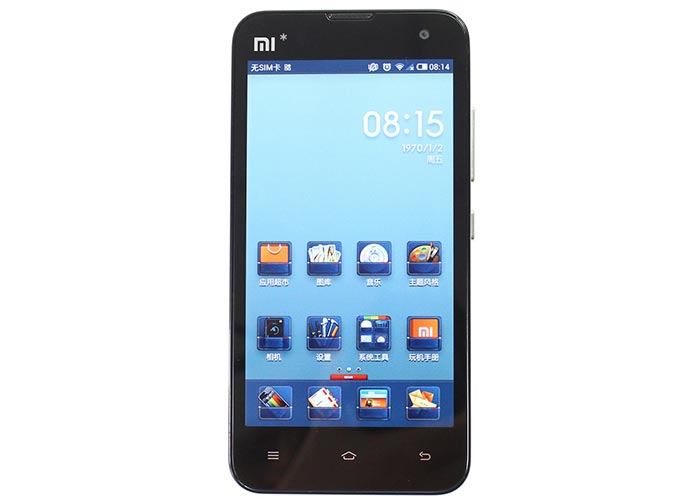 MI*
无SIM卡
08:14
08:15
1970/1/2
周五
应用超市 图库 音乐 主题风格
MI
相机 设置 系统工具 玩机手册